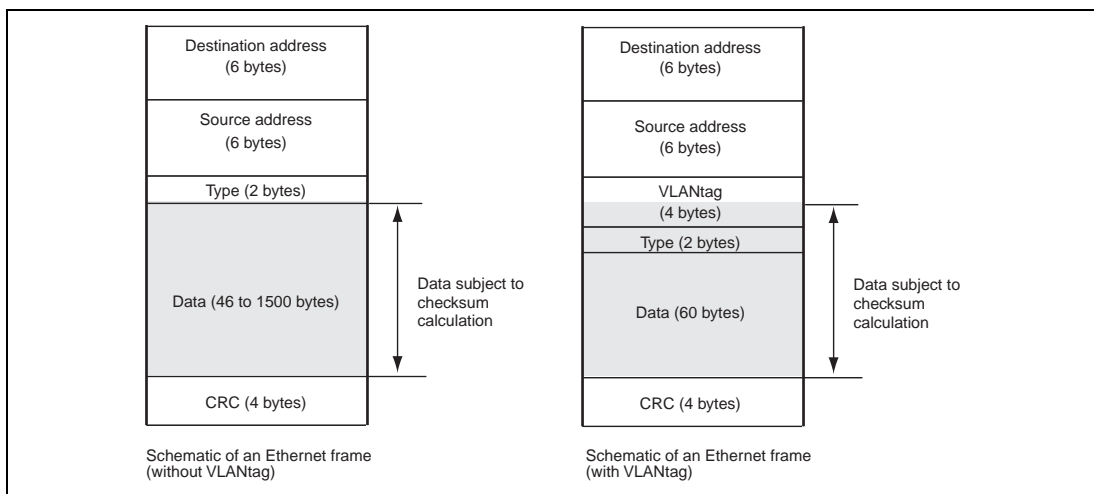 Destination address
(6 bytes)
Source address
(6 bytes)
Type (2 bytes)
Data (46 to 1500 bytes)
CRC (4 bytes)
Data subject to
checksum
calculation
Schematic of an Ethernet frame
(without VLANtag)
Destination address
(6 bytes)
Source address
(6 bytes)
VLANtag
(4 bytes)
Type (2 bytes)
Data (60 bytes)
CRC (4 bytes)
Data subject to
checksum
calculation
Schematic of an Ethernet frame
(with VLANtag)